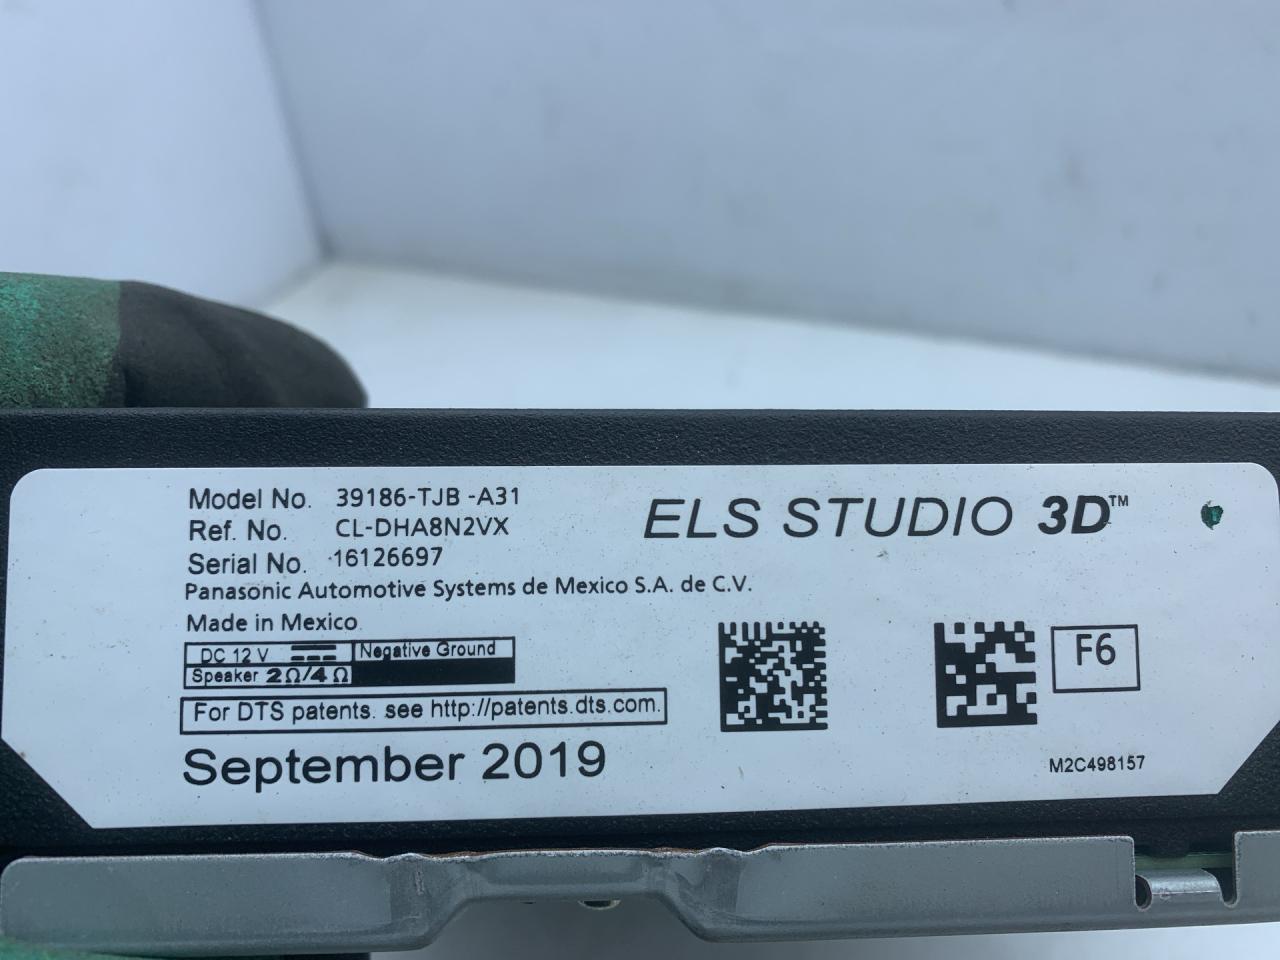 Model No. 39186-TJB -A31
Ref. No. CL-DHA8N2VX
Serial No. 16126697
ELS STUDIO 3D™
Panasonic Automotive Systems de Mexico S.A. de C.V.
Made in Mexico
DC 12 V Negative Ground
Speaker 2Ω/4Ω
For DTS patents. see http://patents.dts.com.
September 2019
F6
M2C498157